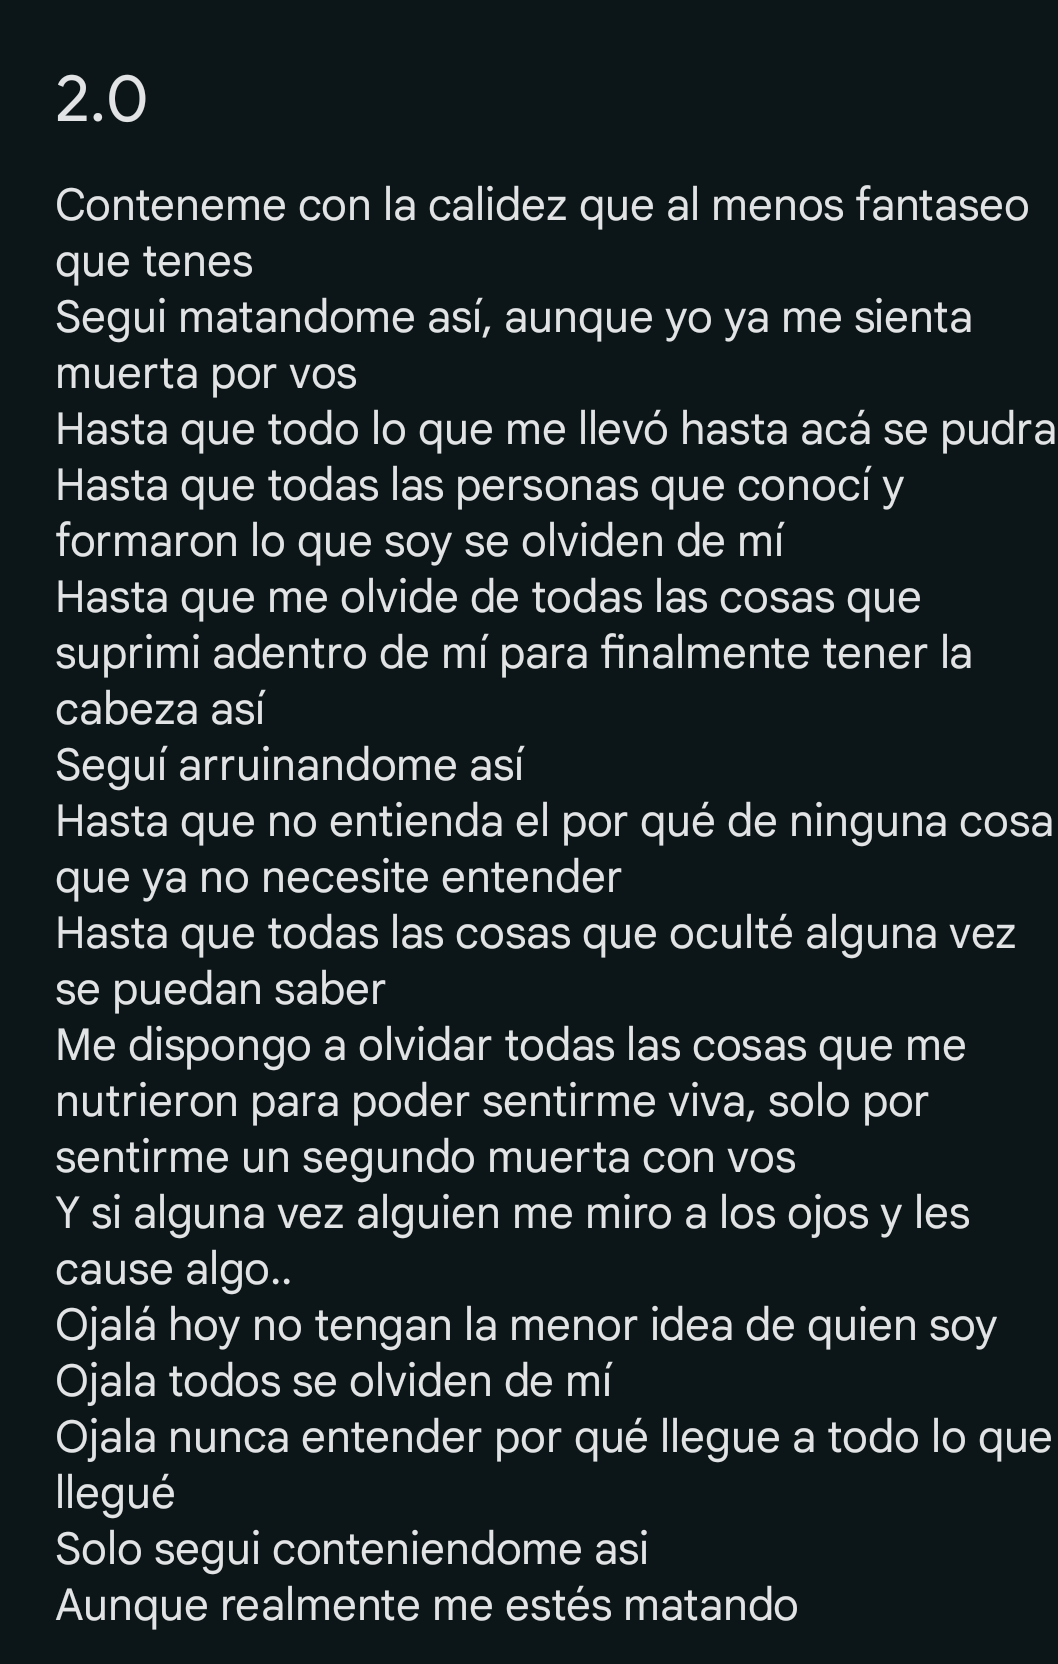 2.0
Conteneme con la calidez que al menos fantaseo
que tenes
Segui matandome así, aunque yo ya me sienta
muerta por vos
Hasta que todo lo que me llevó hasta acá se pudra
Hasta que todas las personas que conocí y
formaron lo que soy se olviden de mí
Hasta que me olvide de todas las cosas que
suprimi adentro de mí para finalmente tener la
cabeza así
Seguí arruinandome así
Hasta que no entienda el por qué de ninguna cosa
que ya no necesite entender
Hasta que todas las cosas que oculté alguna vez
se puedan saber
Me dispongo a olvidar todas las cosas que me
nutrieron para poder sentirme viva, solo por
sentirme un segundo muerta con vos
Y si alguna vez alguien me miro a los ojos y les
cause algo..
Ojalá hoy no tengan la menor idea de quien soy
Ojala todos se olviden de mí
Ojala nunca entender por qué llegue a todo lo que
llegué
Solo segui conteniendome asi
Aunque realmente me estés matando